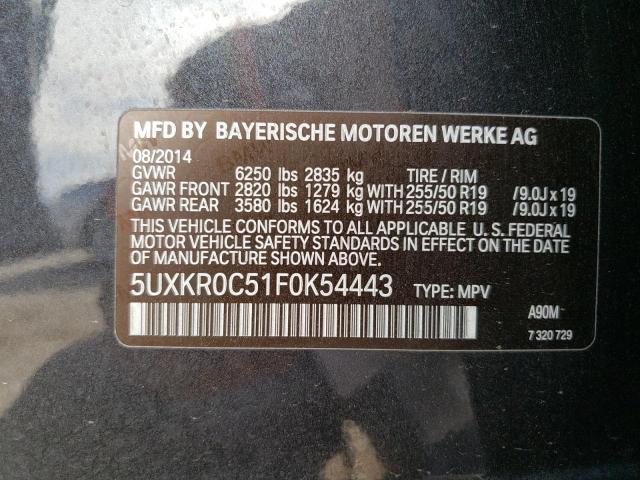 MFD BY BAYERISCHE MOTOREN WERKE AG
08/2014
GVWR 6250 lbs 2835 kg TIRE / RIM
GAWR FRONT 2820 lbs 1279 kg WITH 255/50 R19 /9.0J x 19
GAWR REAR 3580 lbs 1624 kg WITH 255/50 R19 /9.0J x 19
THIS VEHICLE CONFORMS TO ALL APPLICABLE U. S. FEDERAL
MOTOR VEHICLE SAFETY STANDARDS IN EFFECT ON THE DATE
OF MANUFACTURE SHOWN ABOVE.
5UXKR0C51F0K54443 TYPE: MPV
A90M
7 320 729